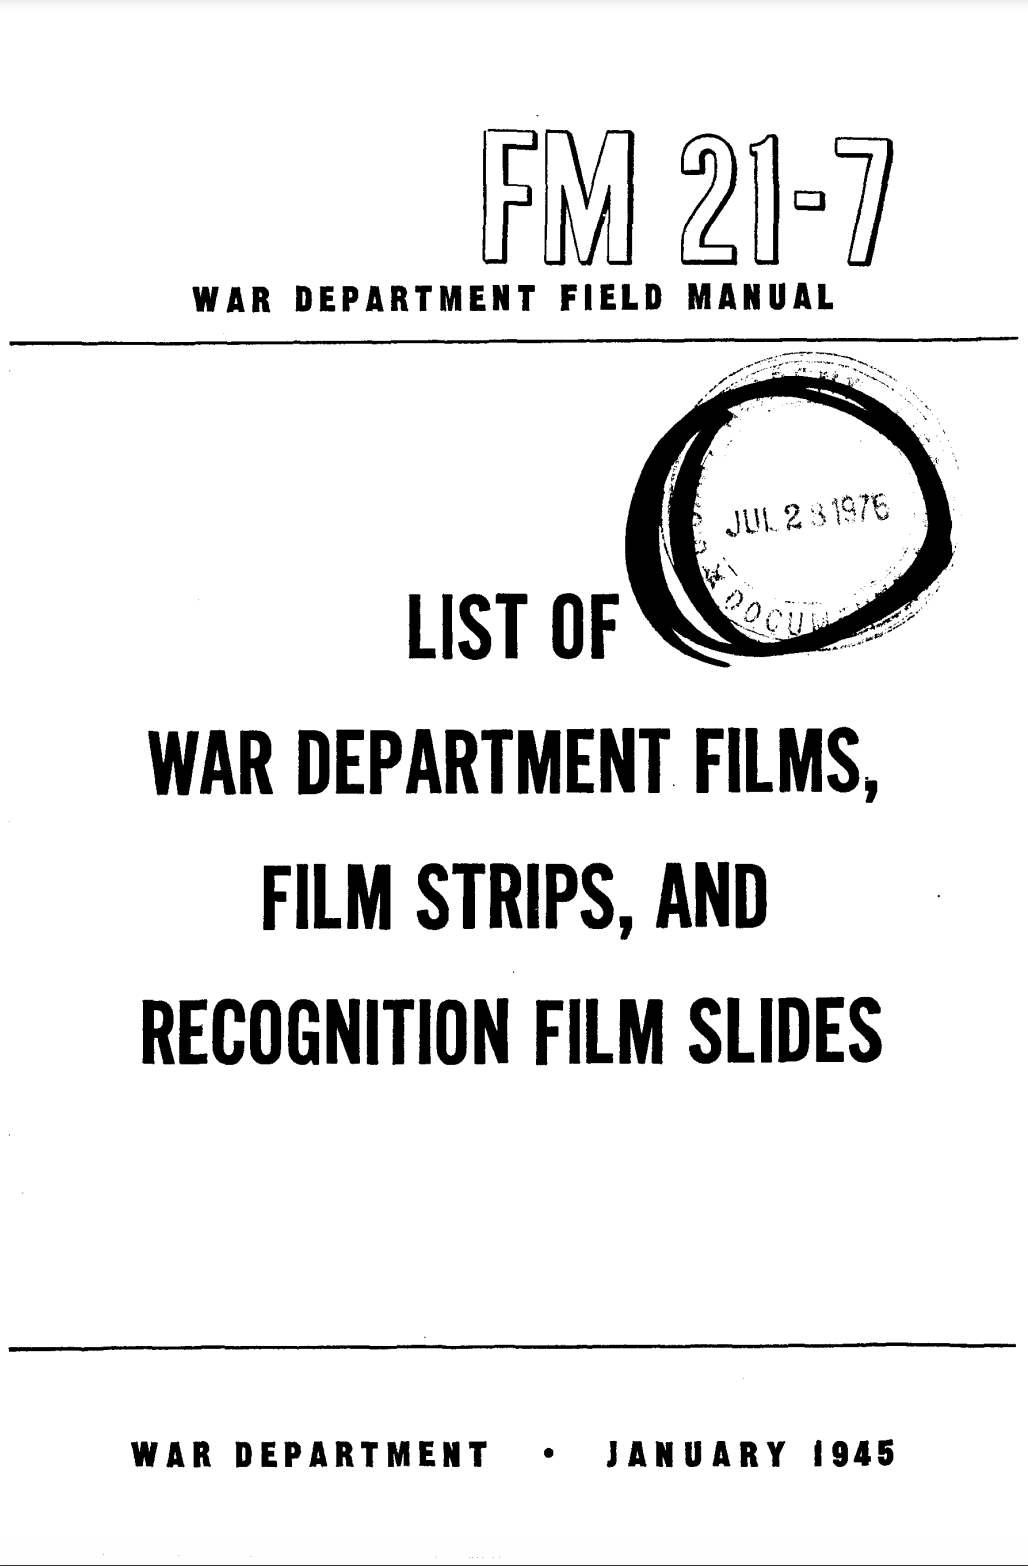 FM 21-7
WAR DEPARTMENT FIELD MANUAL
JUL 2 1976
LIST OF
WAR DEPARTMENT FILMS,
FILM STRIPS, AND
RECOGNITION FILM SLIDES
WAR DEPARTMENT • JANUARY 1945